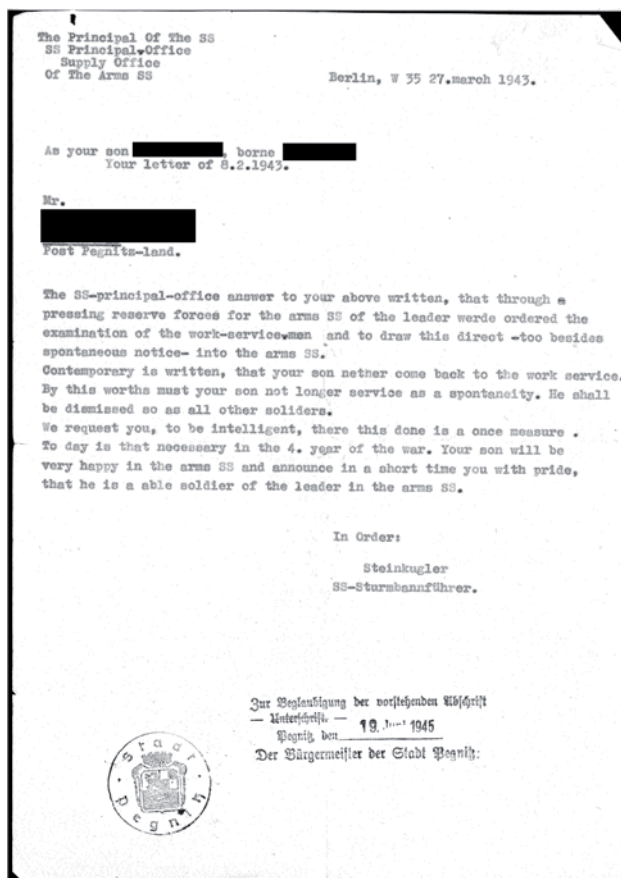 The Principal Of The SS
SS Principal Office
Supply Office
Of The Arms SS
Berlin, W 35 27.march 1943.
As your son , borne
Your letter of 8.2.1943.
Mr.
Post Pegnitz-land.
The SS-principal-office answer to your above written, that through a
pressing reserve forces for the arms SS of the leader werde ordered the
examination of the work-service men and to draw this direct -too besides
spontaneous notice- into the arms SS.
Contemporary is written, that your son nether come back to the work service.
By this worths must your son not longer service as a spontaneity. He shall
be dismissed so as all other soliders.
We request you, to be intelligent, there this done is a once measure .
To day is that necessary in the 4. year of the war. Your son will be
very happy in the arms SS and announce in a short time you with pride,
that he is a able soldier of the leader in the arms SS.
In Order:
Steinkugler
SS-Sturmbannführer.
Zur Beglaubigung der vorstehenden Abschrift
— Unterschrift. —
Pegnitz, den 19. 1945
Der Bürgermeister der Stadt Pegnitz:
Stadt
Pegnitz